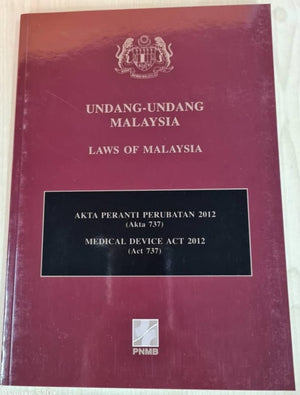 UNDANG-UNDANG
MALAYSIA
LAWS OF MALAYSIA
AKTA PERANTI PERUBATAN 2012
(Akta 737)
MEDICAL DEVICE ACT 2012
(Act 737)
PNMB